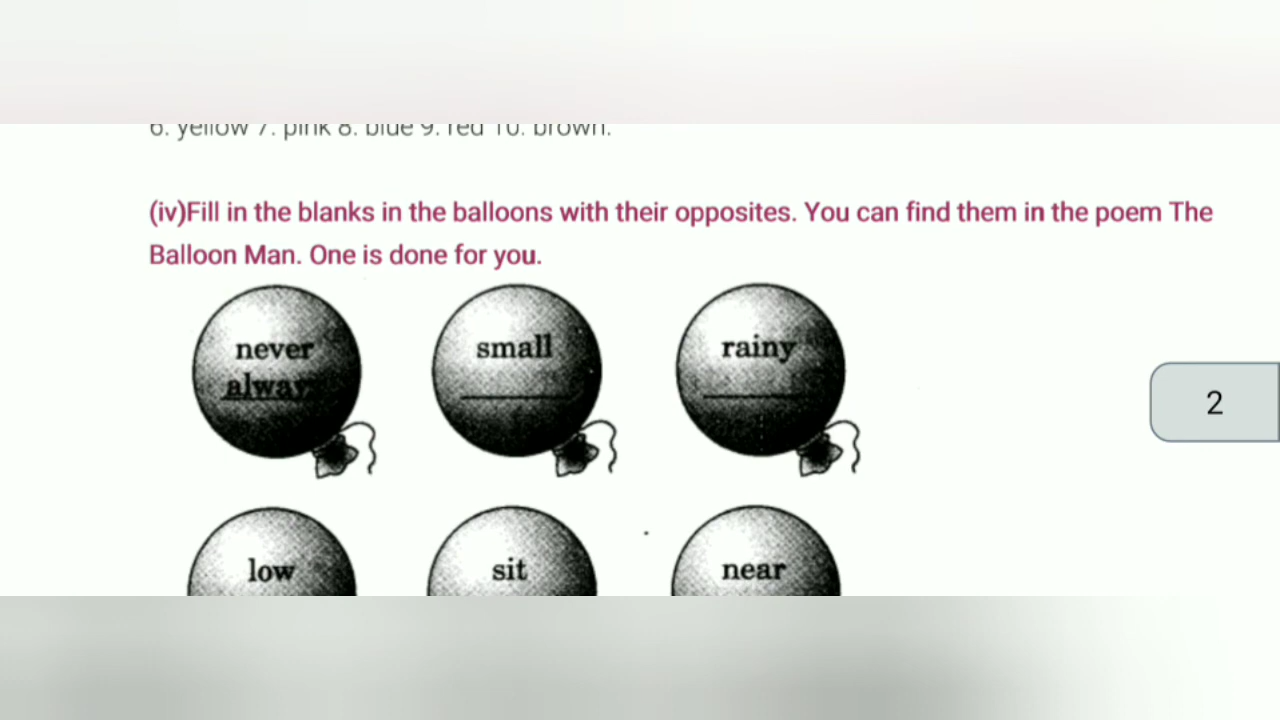 6. yellow 7. pink 8. blue 9. red 10. brown.
(iv)Fill in the blanks in the balloons with their opposites. You can find them in the poem The
Balloon Man. One is done for you.
never small rainy
always
2
low sit near